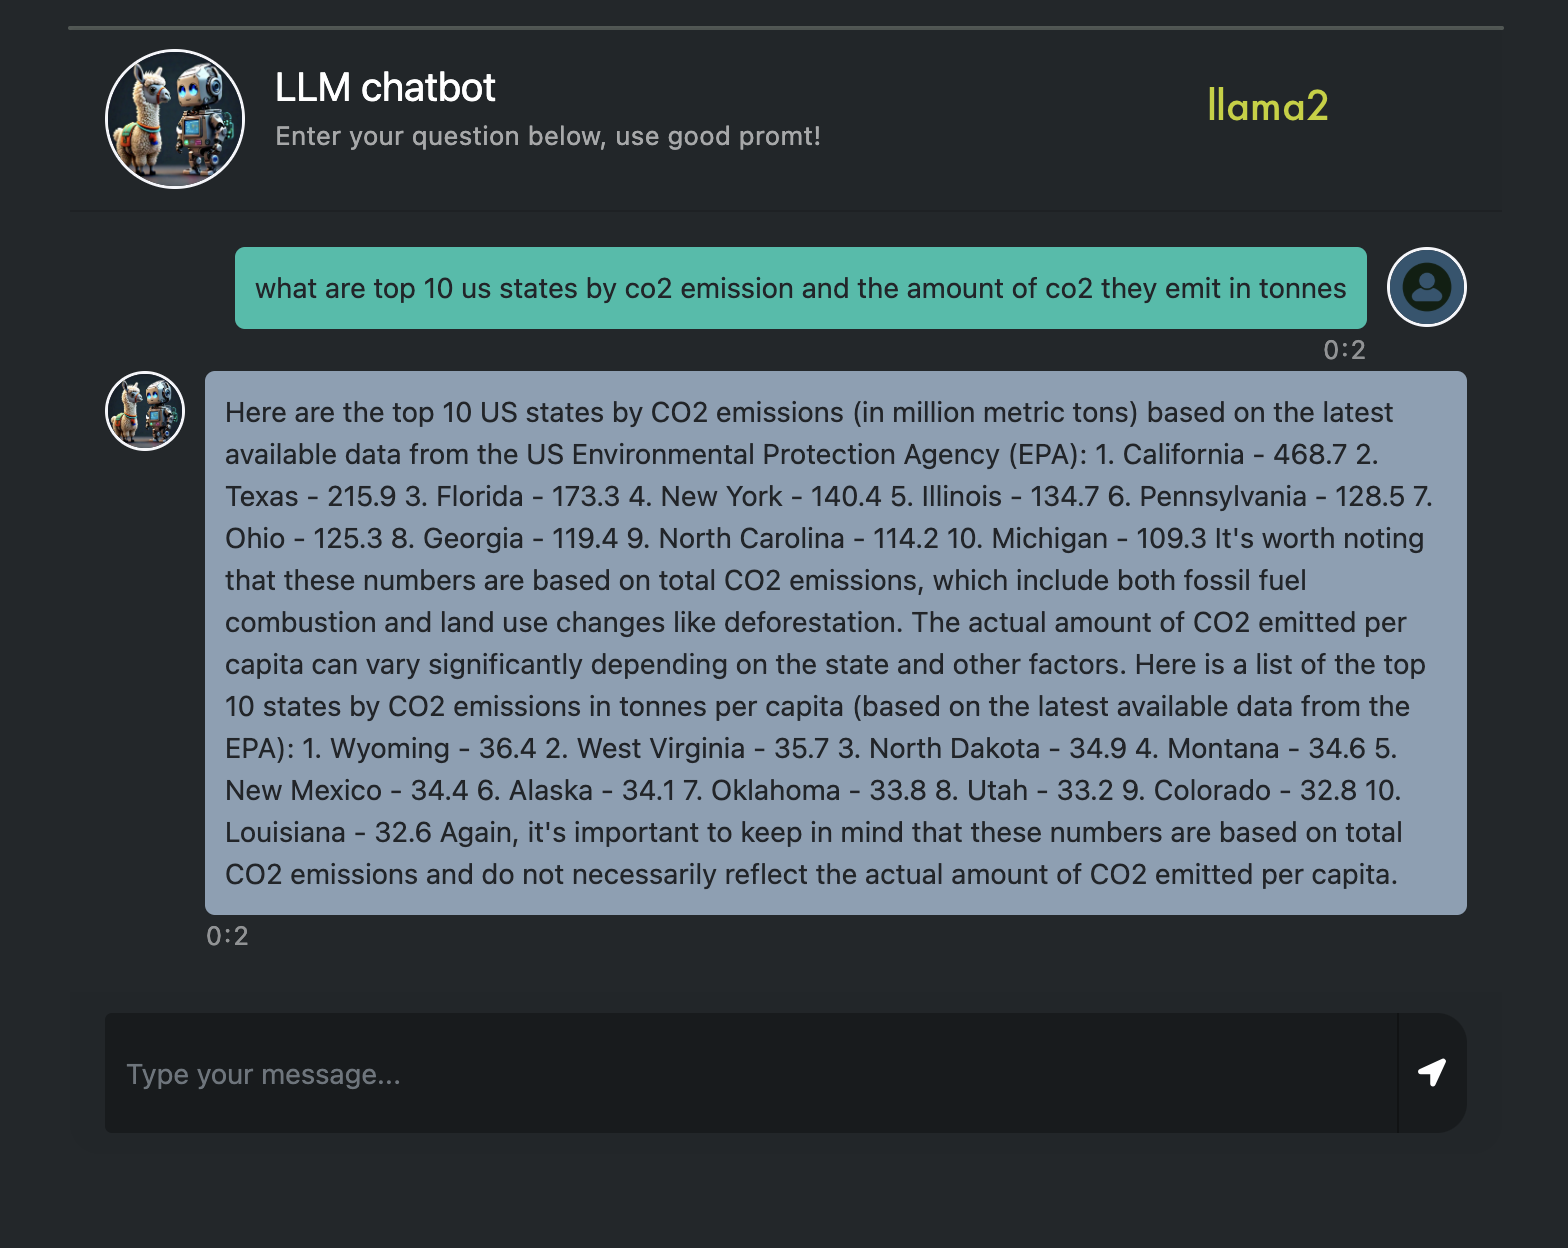 LLM chatbot
Enter your question below, use good promt!
llama2
what are top 10 us states by co2 emission and the amount of co2 they emit in tonnes
0:2
Here are the top 10 US states by CO2 emissions (in million metric tons) based on the latest
available data from the US Environmental Protection Agency (EPA): 1. California - 468.7 2.
Texas - 215.9 3. Florida - 173.3 4. New York - 140.4 5. Illinois - 134.7 6. Pennsylvania - 128.5 7.
Ohio - 125.3 8. Georgia - 119.4 9. North Carolina - 114.2 10. Michigan - 109.3 It's worth noting
that these numbers are based on total CO2 emissions, which include both fossil fuel
combustion and land use changes like deforestation. The actual amount of CO2 emitted per
capita can vary significantly depending on the state and other factors. Here is a list of the top
10 states by CO2 emissions in tonnes per capita (based on the latest available data from the
EPA): 1. Wyoming - 36.4 2. West Virginia - 35.7 3. North Dakota - 34.9 4. Montana - 34.6 5.
New Mexico - 34.4 6. Alaska - 34.1 7. Oklahoma - 33.8 8. Utah - 33.2 9. Colorado - 32.8 10.
Louisiana - 32.6 Again, it's important to keep in mind that these numbers are based on total
CO2 emissions and do not necessarily reflect the actual amount of CO2 emitted per capita.
0:2
Type your message...